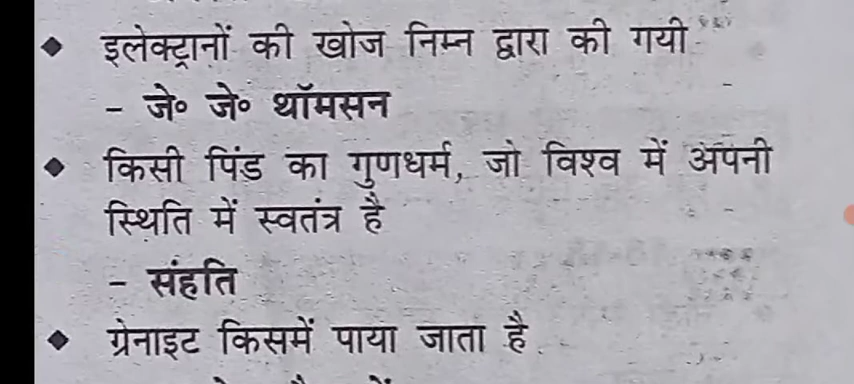 ◆ इलेक्ट्रानों की खोज निम्न द्वारा की गयी
– जे० जे० थॉमसन
◆ किसी पिंड का गुणधर्म, जो विश्व में अपनी
स्थिति में स्वतंत्र है
– संहति
◆ ग्रेनाइट किसमें पाया जाता है